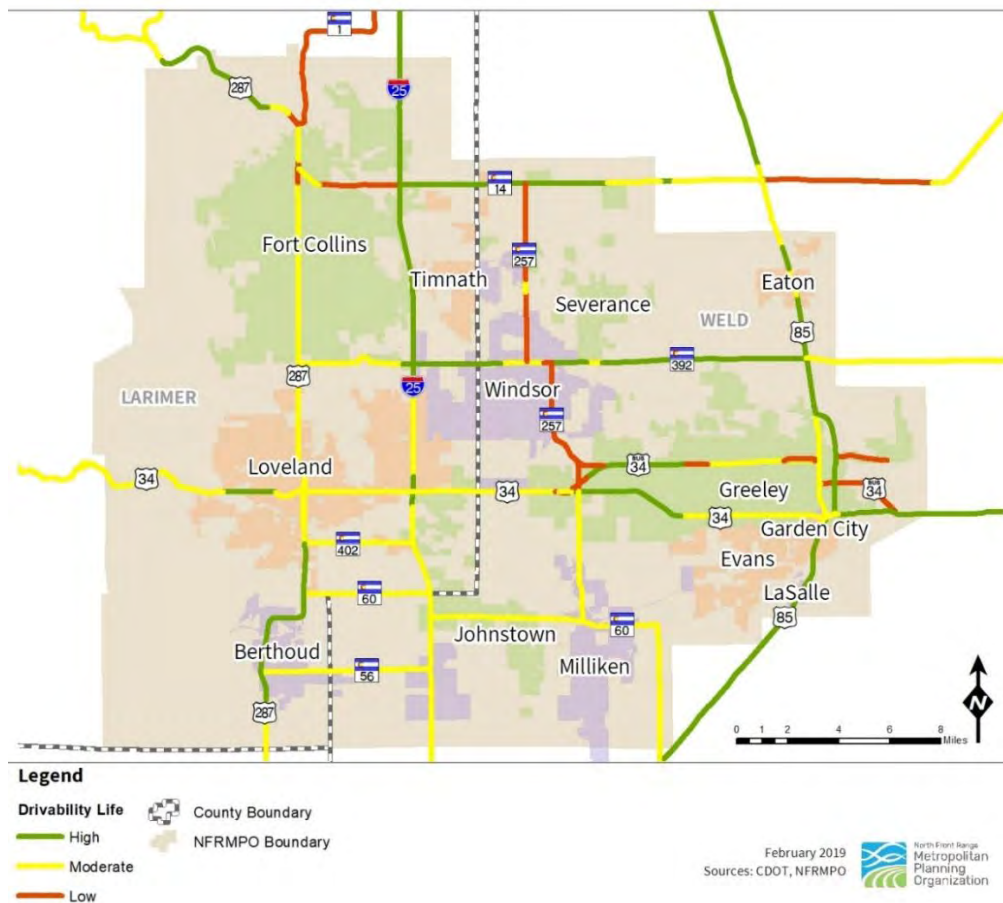 1
287
25
14
257
Fort Collins
Timnath
Severance
Eaton
WELD
85
392
287
25
LARIMER
Windsor
257
34
Loveland
34
BUS
34
Greeley
BUS
34
34
Garden City
402
Evans
60
LaSalle
85
60
Johnstown
Berthoud
56
Milliken
287
N
0 1 2 4 6 8
Miles
Legend
Drivability Life
County Boundary
High
NFRMPO Boundary
Moderate
Low
February 2019
Sources: CDOT, NFRMPO
North Front Range
Metropolitan
Planning
Organization